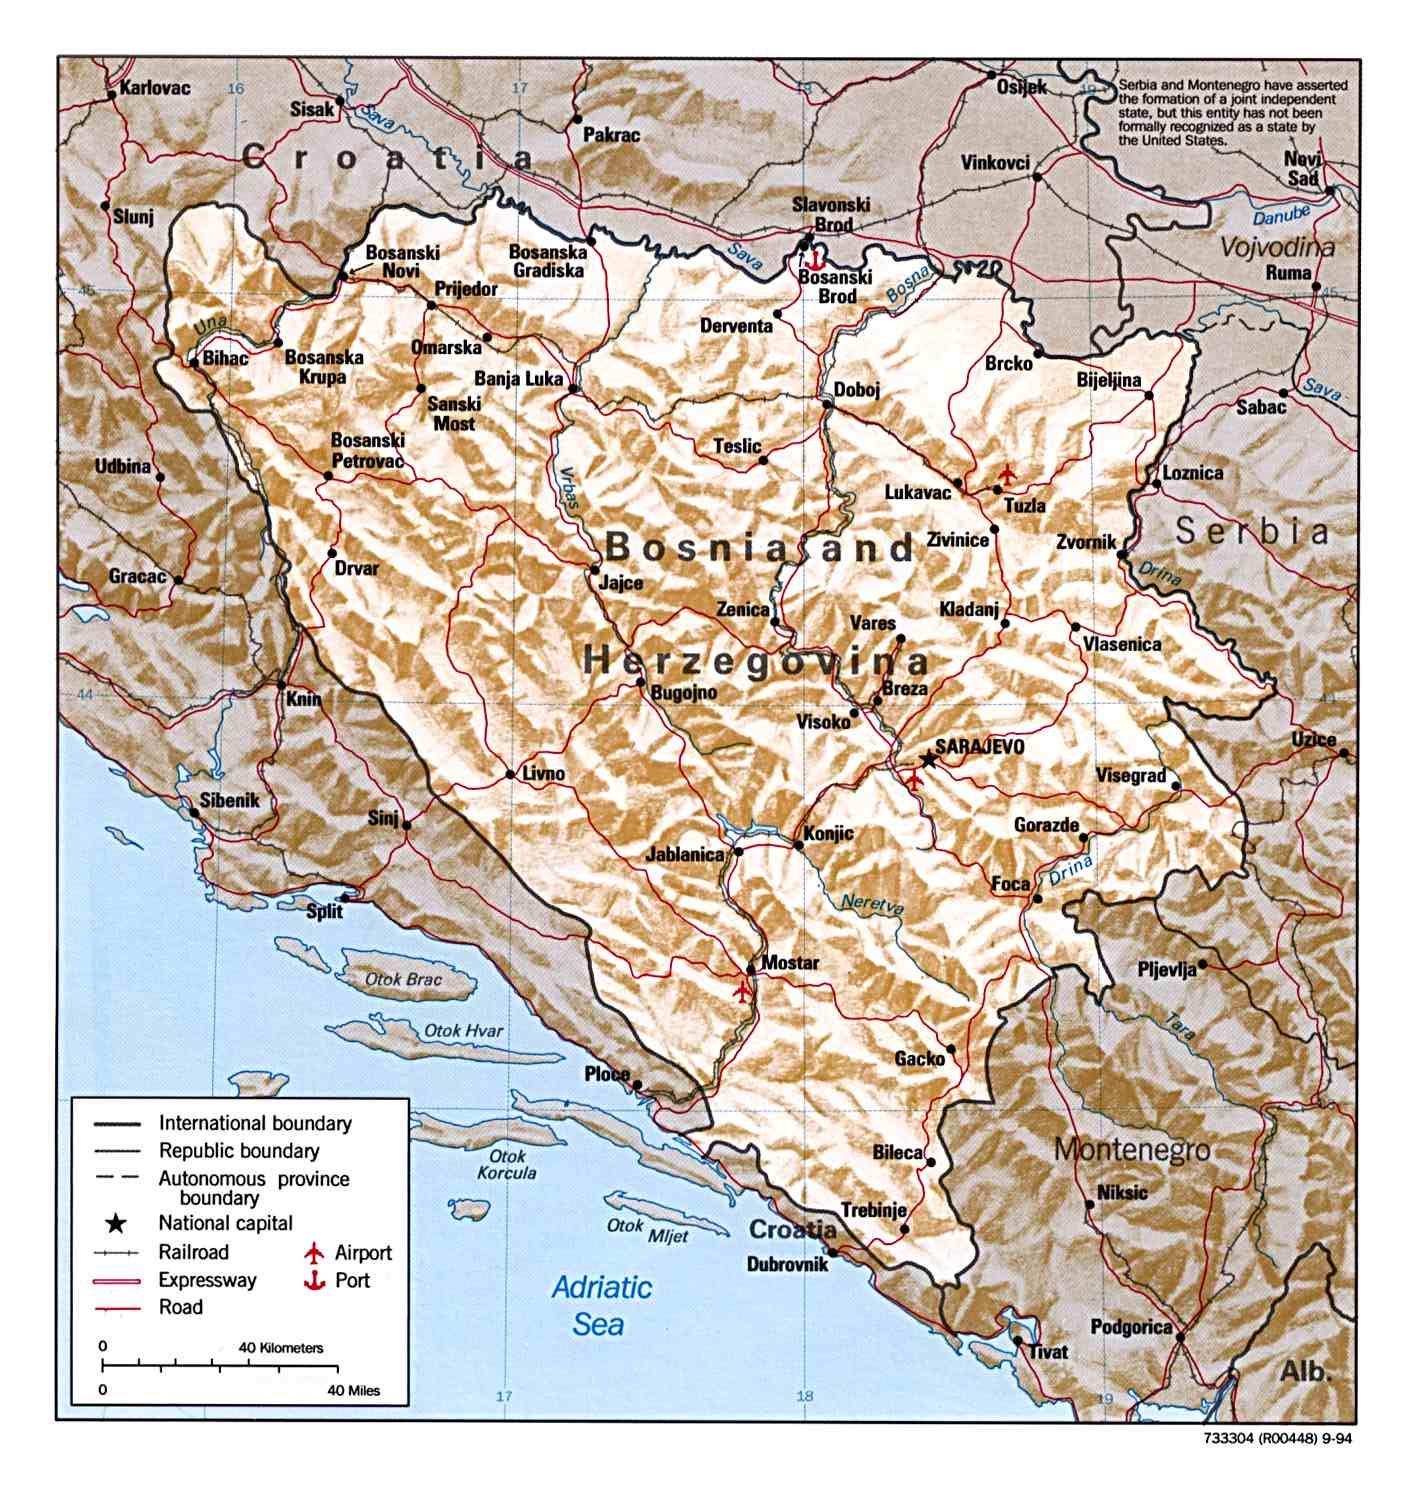 Karlovac
16
17
18
Osijek
19
Serbia and Montenegro have asserted
the formation of a joint independent
state, but this entity has not been
formally recognized as a state by
the United States.
Sisak
Sava
Pakrac
Croatia
Vinkovci
Novi
Sad
Slunj
Slavonski
Brod
Danube
Vojvodina
Bosanski
Novi
Bosanska
Gradiska
Sava
Bosanski
Brod
Bosna
Ruma
45
45
Prijedor
Una
Derventa
Bihac
Bosanska
Krupa
Omarska
Brcko
Banja Luka
Doboj
Bijeljina
Sava
Sabac
Sanski
Most
Bosanski
Petrovac
Teslic
Udbina
Vrbas
Loznica
Lukavac
Tuzla
Serbia
Bosnia and
Zivinice
Zvornik
Gracac
Drvar
Jajce
Drina
Zenica
Vares
Kladanj
Vlasenica
Herzegovina
44
Knin
Bugojno
Breza
44
Visoko
Uzice
SARAJEVO
Livno
Visegrad
Sibenik
Sinj
Konjic
Gorazde
Jablanica
Foca
Drina
Split
Neretva
Mostar
Pljevlja
Otok Brac
Otok Hvar
Tara
Gacko
Ploce
Otok
Korcula
Montenegro
Bileca
Niksic
Trebinje
Otok
Mljet
Croatia
Dubrovnik
Adriatic
Sea
Podgorica
Tivat
Alb.
17
18
19
International boundary
Republic boundary
Autonomous province
boundary
National capital
Railroad
Airport
Expressway
Port
Road
0
40 Kilometers
0
40 Miles
733304 (R00448) 9-94